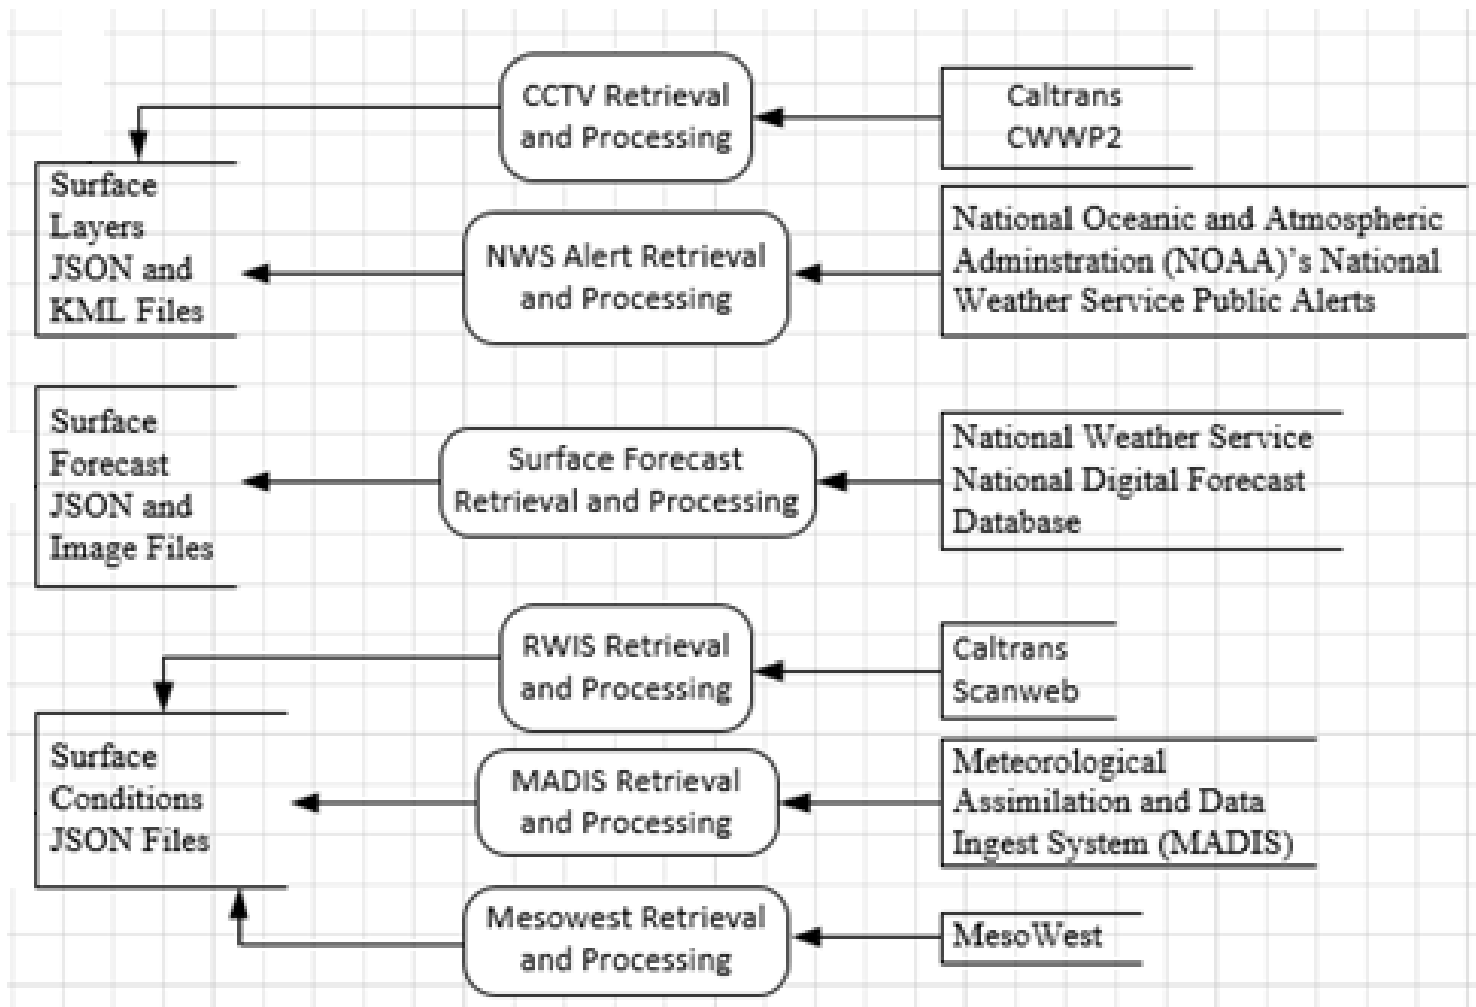 CCTV Retrieval
and Processing
Caltrans
CWWP2
Surface
Layers
JSON and
KML Files
NWS Alert Retrieval
and Processing
National Oceanic and Atmospheric
Adminstration (NOAA)'s National
Weather Service Public Alerts
Surface
Forecast
JSON and
Image Files
Surface Forecast
Retrieval and Processing
National Weather Service
National Digital Forecast
Database
RWIS Retrieval
and Processing
Caltrans
Scanweb
Surface
Conditions
JSON Files
MADIS Retrieval
and Processing
Meteorological
Assimilation and Data
Ingest System (MADIS)
Mesowest Retrieval
and Processing
MesoWest